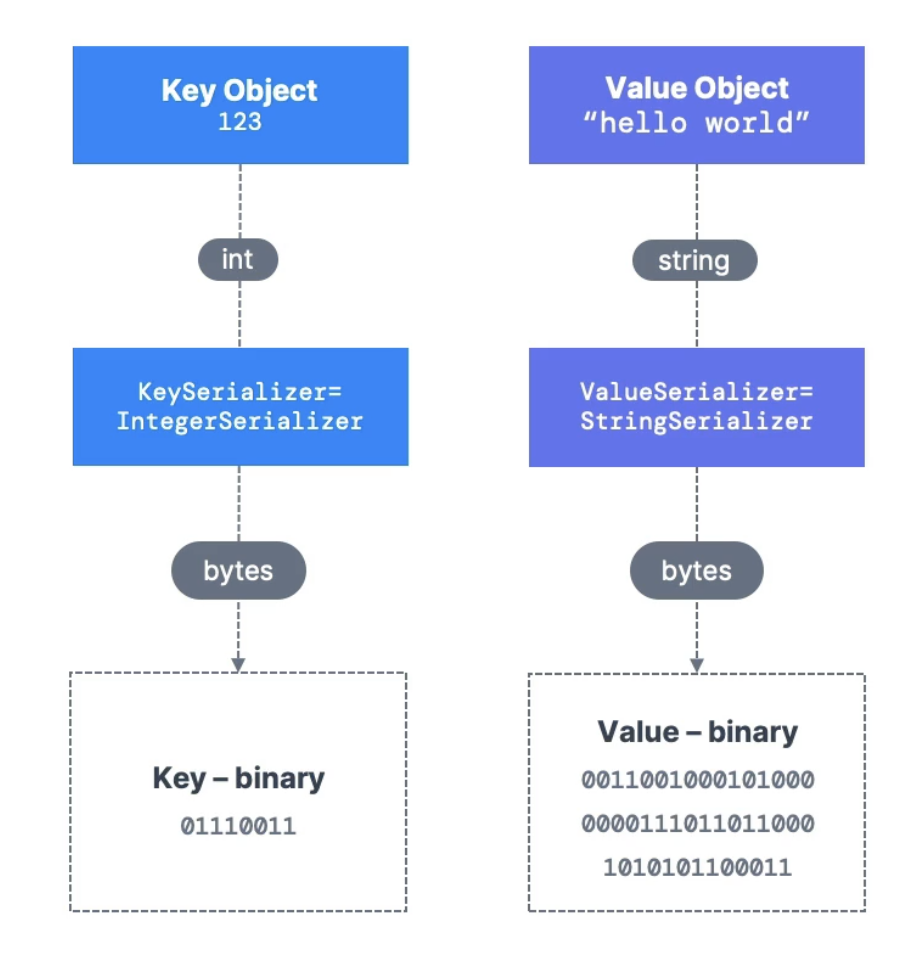 Key Object
123
int
KeySerializer=
IntegerSerializer
bytes
Key – binary
01110011
Value Object
“hello world”
string
ValueSerializer=
StringSerializer
bytes
Value – binary
0011001000101000
0000111011011000
1010101100011